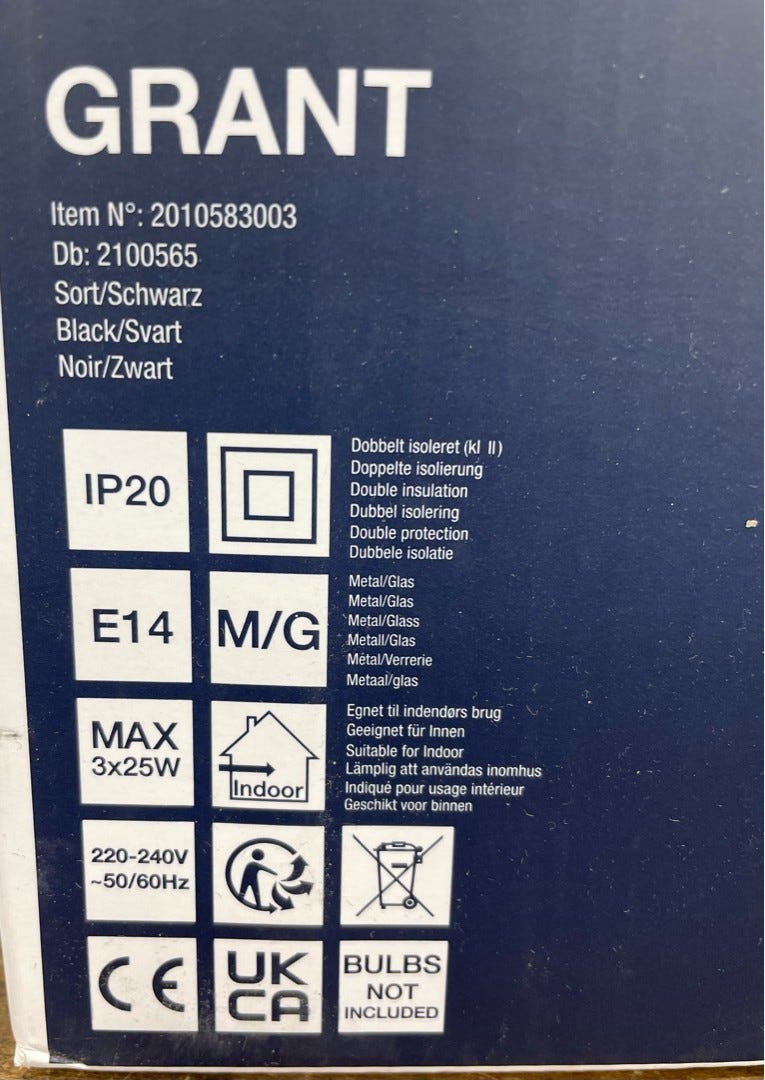 GRANT
Item N°: 2010583003
Db: 2100565
Sort/Schwarz
Black/Svart
Noir/Zwart
IP20
Dobbelt isoleret (kl II)
Doppelte isolierung
Double insulation
Dubbel isolering
Double protection
Dubbele isolatie
E14
M/G
Metal/Glas
Metal/Glas
Metal/Glass
Metall/Glas
Métal/Verrerie
Metaal/glas
MAX
3x25W
Indoor
Egnet til indendørs brug
Geeignet für Innen
Suitable for Indoor
Lämplig att användas inomhus
Indiqué pour usage intérieur
Geschikt voor binnen
220-240V
~50/60Hz
CE
UK
CA
BULBS
NOT
INCLUDED